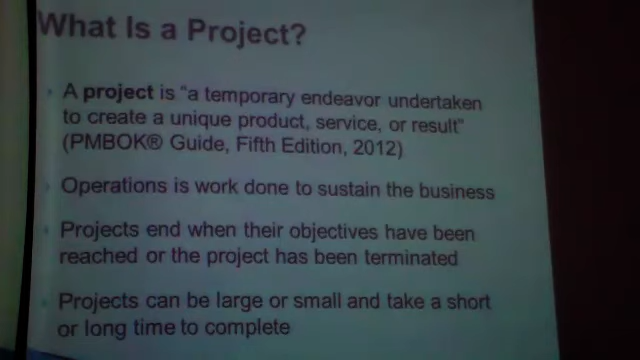 What Is a Project?
A project is "a temporary endeavor undertaken
to create a unique product, service, or result"
(PMBOK® Guide, Fifth Edition, 2012)
Operations is work done to sustain the business
Projects end when their objectives have been
reached or the project has been terminated
Projects can be large or small and take a short
or long time to complete